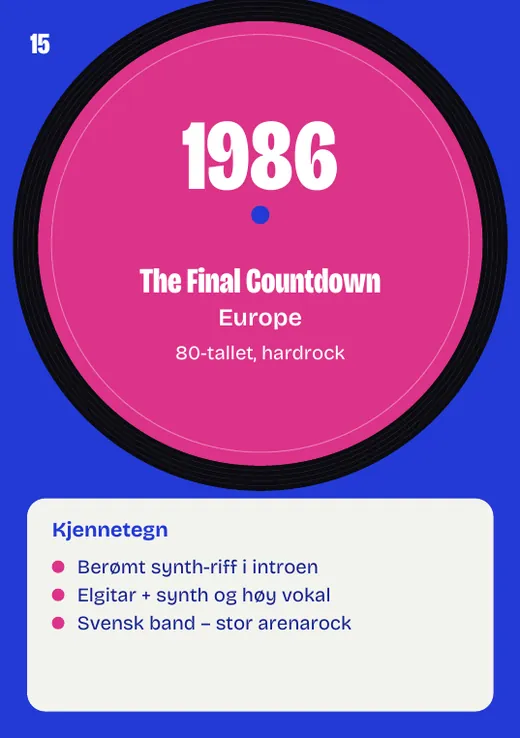 15
1986
The Final Countdown
Europe
80-tallet, hardrock
Kjennetegn
Berømt synth-riff i introen
Elgitar + synth og høy vokal
Svensk band – stor arenarock